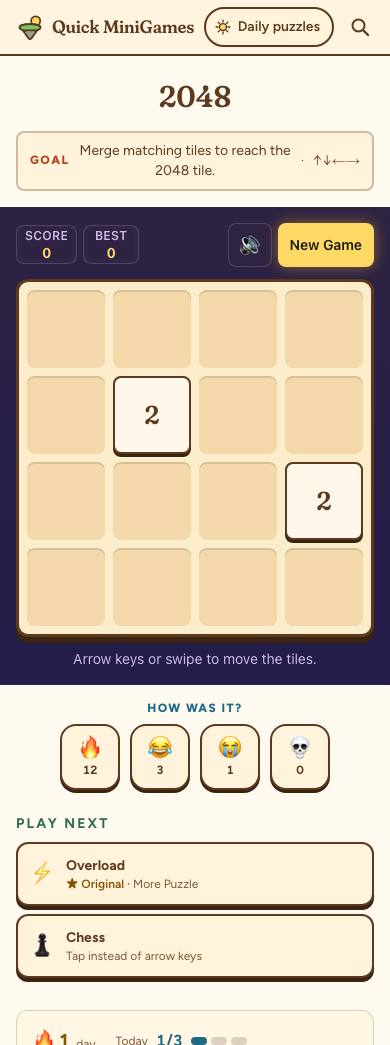 Quick MiniGames
Daily puzzles
2048
GOAL
Merge matching tiles to reach the
2048 tile.
· ↑↓←→
SCORE
0
BEST
0
New Game
2
2
Arrow keys or swipe to move the tiles.
HOW WAS IT?
12
3
1
0
PLAY NEXT
Overload
★ Original · More Puzzle
Chess
Tap instead of arrow keys
1 day
Today 1/3